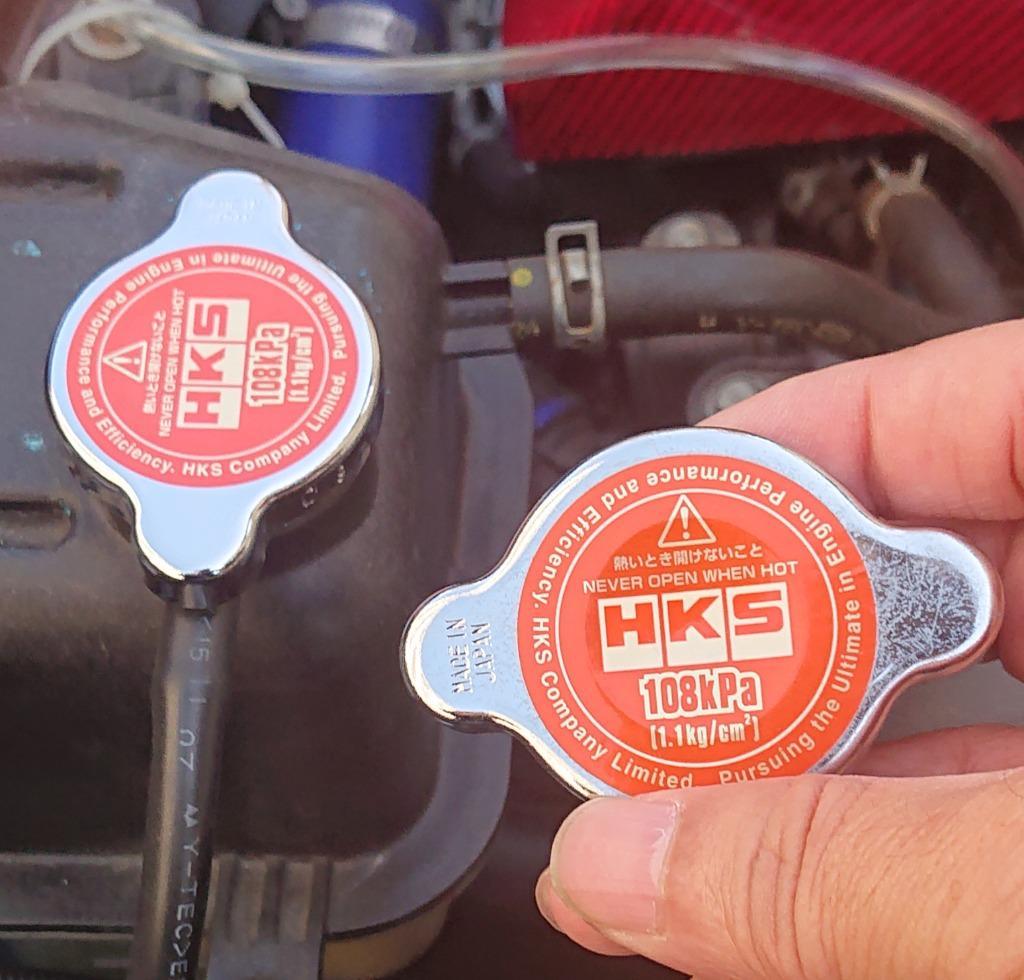 Pursuing the Ultimate in Engine Performance and Efficiency. HKS Company Limited.
熱いとき開けないこと
NEVER OPEN WHEN HOT
HKS
108kPa
[1.1kg/cm²]
MADE IN
JAPAN
Pursuing the Ultimate in Engine Performance and Efficiency. HKS Company Limited
熱いとき開けないこと
NEVER OPEN WHEN HOT
HKS
108kPa
[1.1kg/cm²]